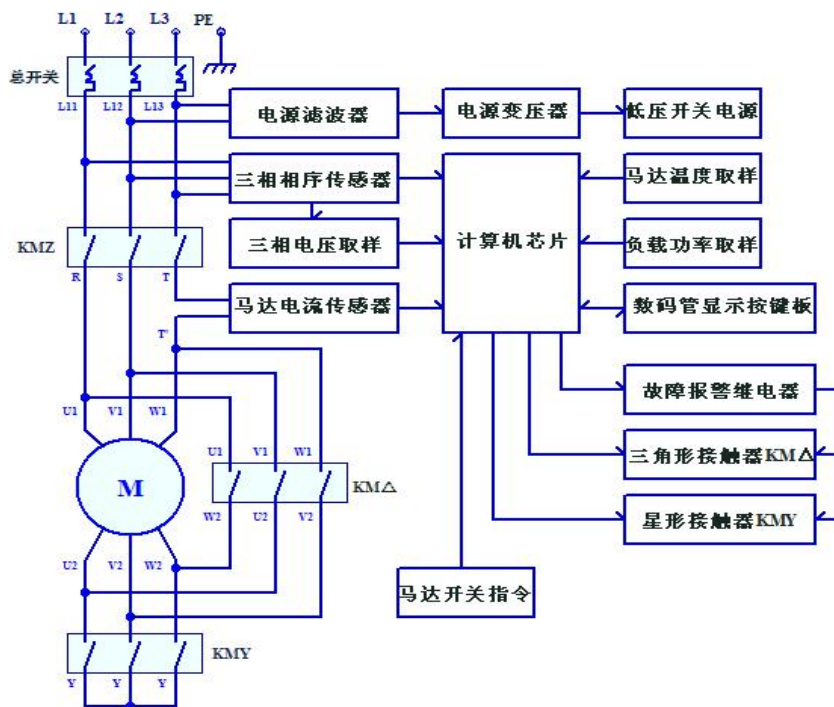 L1 L2 L3 PE
总开关
L11 L12 L13
电源滤波器 电源变压器 低压开关电源
三相相序传感器 计算机芯片 马达温度取样
KMZ 三相电压取样 负载功率取样
R S T
马达电流传感器 数码管显示按键板
T'
故障报警继电器
U1 V1 W1
U1 V1 W1 三角形接触器KM△
M KM△
W2 U2 V2 星形接触器KMY
U2 V2 W2
马达开关指令
KMY
Y Y Y